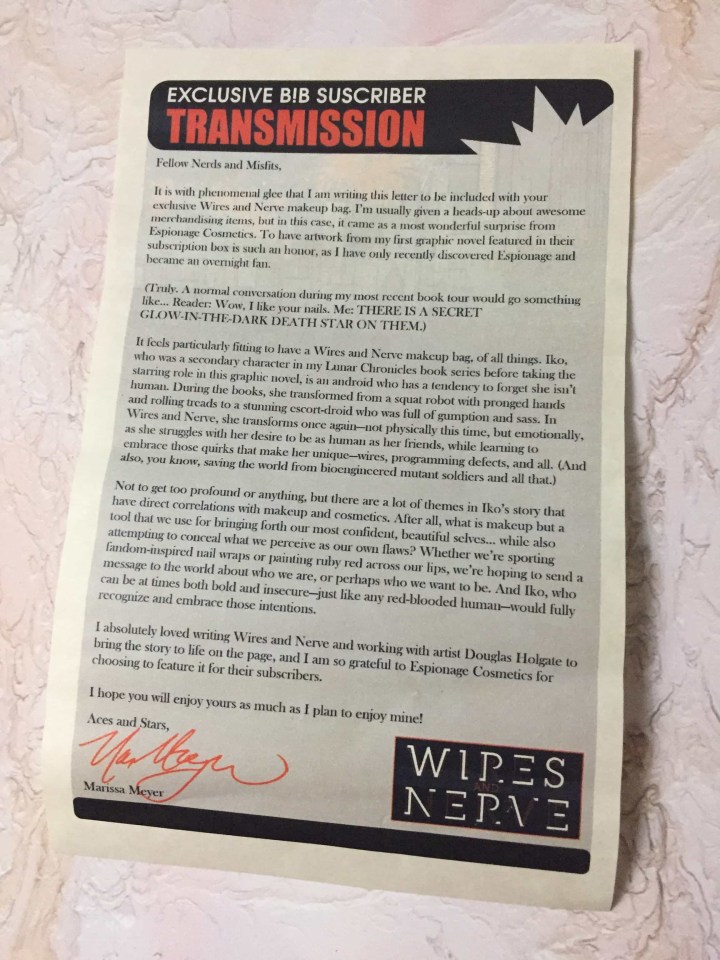 EXCLUSIVE B!B SUSCRIBER
TRANSMISSION
Fellow Nerds and Misfits,
It is with phenomenal glee that I am writing this letter to be included with your
exclusive Wires and Nerve makeup bag. I'm usually given a heads-up about awesome
merchandising items, but in this case, it came as a most wonderful surprise from
Espionage Cosmetics. To have artwork from my first graphic novel featured in their
subscription box is such an honor, as I have only recently discovered Espionage and
became an overnight fan.
(Truly. A normal conversation during my most recent book tour would go something
like... Reader: Wow, I like your nails. Me: THERE IS A SECRET
GLOW-IN-THE-DARK DEATH STAR ON THEM.)
It feels particularly fitting to have a Wires and Nerve makeup bag, of all things. Iko,
who was a secondary character in my Lunar Chronicles book series before taking the
starring role in this graphic novel, is an android who has a tendency to forget she isn't
human. During the books, she transformed from a squat robot with pronged hands
and rolling treads to a stunning escort-droid who was full of gumption and sass. In
Wires and Nerve, she transforms once again—not physically this time, but emotionally,
as she struggles with her desire to be as human as her friends, while learning to
embrace those quirks that make her unique—wires, programming defects, and all. (And
also, you know, saving the world from bioengineered mutant soldiers and all that.)
Not to get too profound or anything, but there are a lot of themes in Iko's story that
have direct correlations with makeup and cosmetics. After all, what is makeup but a
tool that we use for bringing forth our most confident, beautiful selves... while also
attempting to conceal what we perceive as our own flaws? Whether we're sporting
fandom-inspired nail wraps or painting ruby red across our lips, we're hoping to send a
message to the world about who we are, or perhaps who we want to be. And Iko, who
can be at times both bold and insecure—just like any red-blooded human—would fully
recognize and embrace those intentions.
I absolutely loved writing Wires and Nerve and working with artist Douglas Holgate to
bring the story to life on the page, and I am so grateful to Espionage Cosmetics for
choosing to feature it for their subscribers.
I hope you will enjoy yours as much as I plan to enjoy mine!
Aces and Stars,
Marissa Meyer
WIRES
AND
NERVE